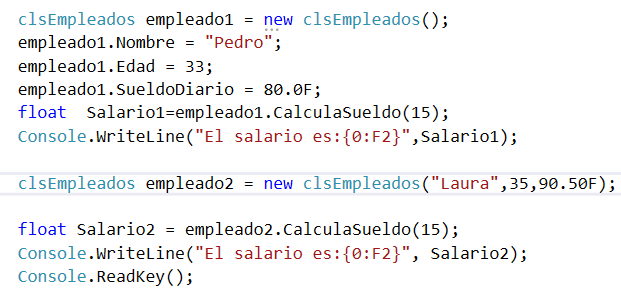 clsEmpleados empleado1 = new clsEmpleados();
empleado1.Nombre = "Pedro";
empleado1.Edad = 33;
empleado1.SueldoDiario = 80.0F;
float  Salario1=empleado1.CalculaSueldo(15);
Console.WriteLine("El salario es:{0:F2}",Salario1);
clsEmpleados empleado2 = new clsEmpleados("Laura",35,90.50F);
float Salario2 = empleado2.CalculaSueldo(15);
Console.WriteLine("El salario es:{0:F2}", Salario2);
Console.ReadKey();